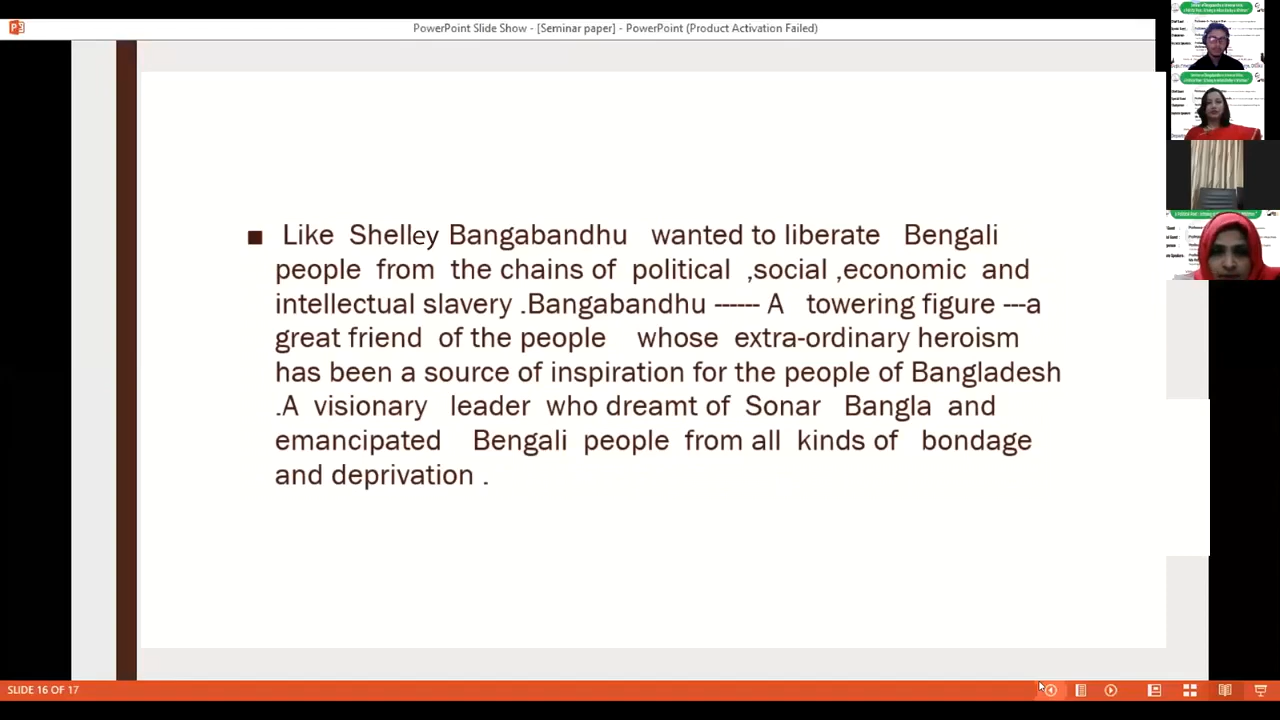 PowerPoint Slide Show - [Seminar paper] - PowerPoint (Product Activation Failed)
■ Like Shelley Bangabandhu wanted to liberate Bengali
people from the chains of political ,social ,economic and
intellectual slavery .Bangabandhu ------ A towering figure ---a
great friend of the people whose extra-ordinary heroism
has been a source of inspiration for the people of Bangladesh
.A visionary leader who dreamt of Sonar Bangla and
emancipated Bengali people from all kinds of bondage
and deprivation .
SLIDE 16 OF 17